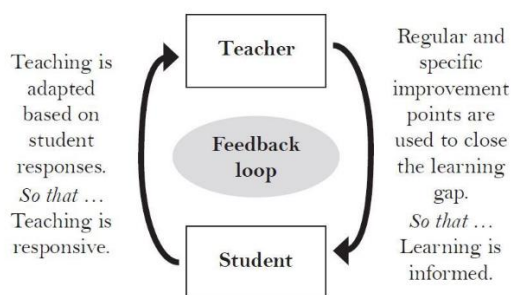 Teacher
Teaching is
adapted
based on
student
responses.
So that …
Teaching is
responsive.
Feedback
loop
Regular and
specific
improvement
points are
used to close
the learning
gap.
So that …
Learning is
informed.
Student